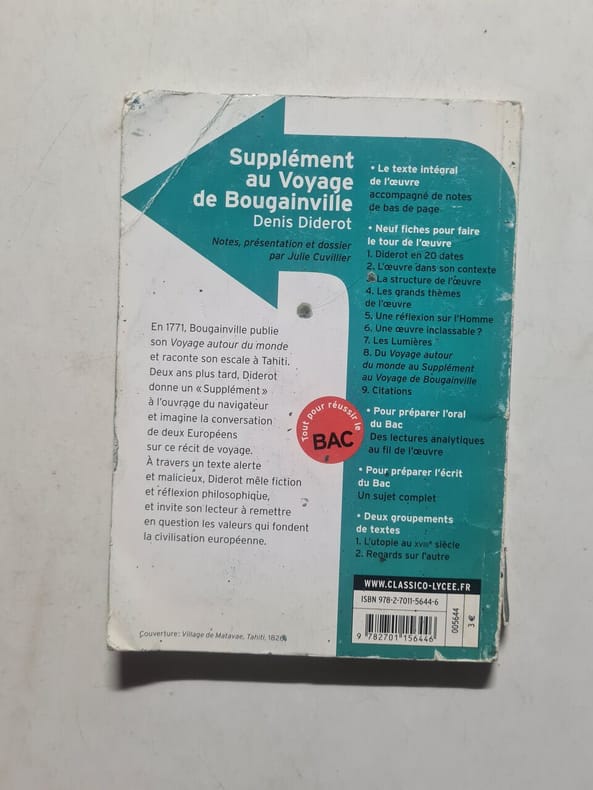 Supplément
au Voyage
de Bougainville
Denis Diderot
Notes, présentation et dossier
par Julie Cuvillier
En 1771, Bougainville publie
son Voyage autour du monde
et raconte son escale à Tahiti.
Deux ans plus tard, Diderot
donne un « Supplément »
à l'ouvrage du navigateur
et imagine la conversation
de deux Européens
sur ce récit de voyage.
À travers un texte alerte
et malicieux, Diderot mêle fiction
et réflexion philosophique,
et invite son lecteur à remettre
en question les valeurs qui fondent
la civilisation européenne.
Couverture : Village de Matavae, Tahiti, 1826.
Tout pour réussir le
BAC
• Le texte intégral
de l'œuvre
accompagné de notes
de bas de page
• Neuf fiches pour faire
le tour de l'œuvre
1. Diderot en 20 dates
2. L'œuvre dans son contexte
3. La structure de l'œuvre
4. Les grands thèmes
de l'œuvre
5. Une réflexion sur l'Homme
6. Une œuvre inclassable ?
7. Les Lumières
8. Du Voyage autour
du monde au Supplément
au Voyage de Bougainville
9. Citations
• Pour préparer l'oral
du Bac
Des lectures analytiques
au fil de l'œuvre
• Pour préparer l'écrit
du Bac
Un sujet complet
• Deux groupements
de textes
1. L'utopie au XVIIIe siècle
2. Regards sur l'autre
WWW.CLASSICO-LYCEE.FR
ISBN 978-2-7011-5644-6
9 782701 156446
005644
3 €